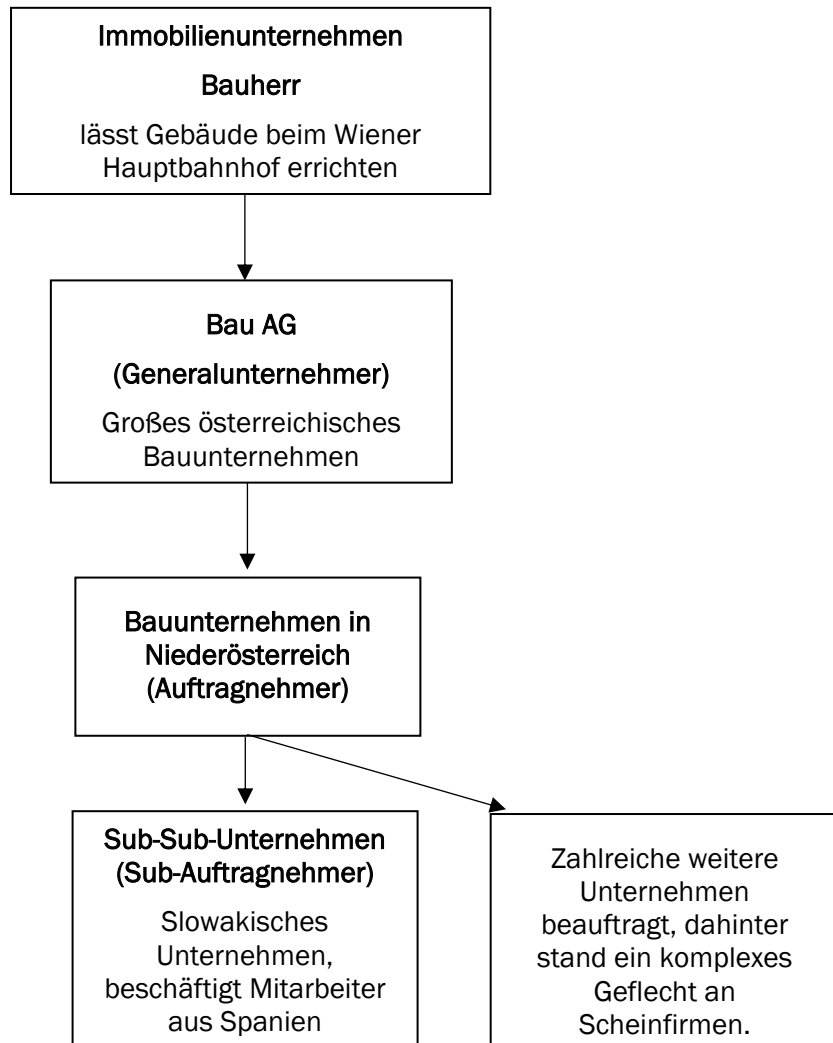 Immobilienunternehmen
Bauherr
lässt Gebäude beim Wiener
Hauptbahnhof errichten
Bau AG
(Generalunternehmer)
Großes österreichisches
Bauunternehmen
Bauunternehmen in
Niederösterreich
(Auftragnehmer)
Sub-Sub-Unternehmen
(Sub-Auftragnehmer)
Slowakisches
Unternehmen,
beschäftigt Mitarbeiter
aus Spanien
Zahlreiche weitere
Unternehmen
beauftragt, dahinter
stand ein komplexes
Geflecht an
Scheinfirmen.